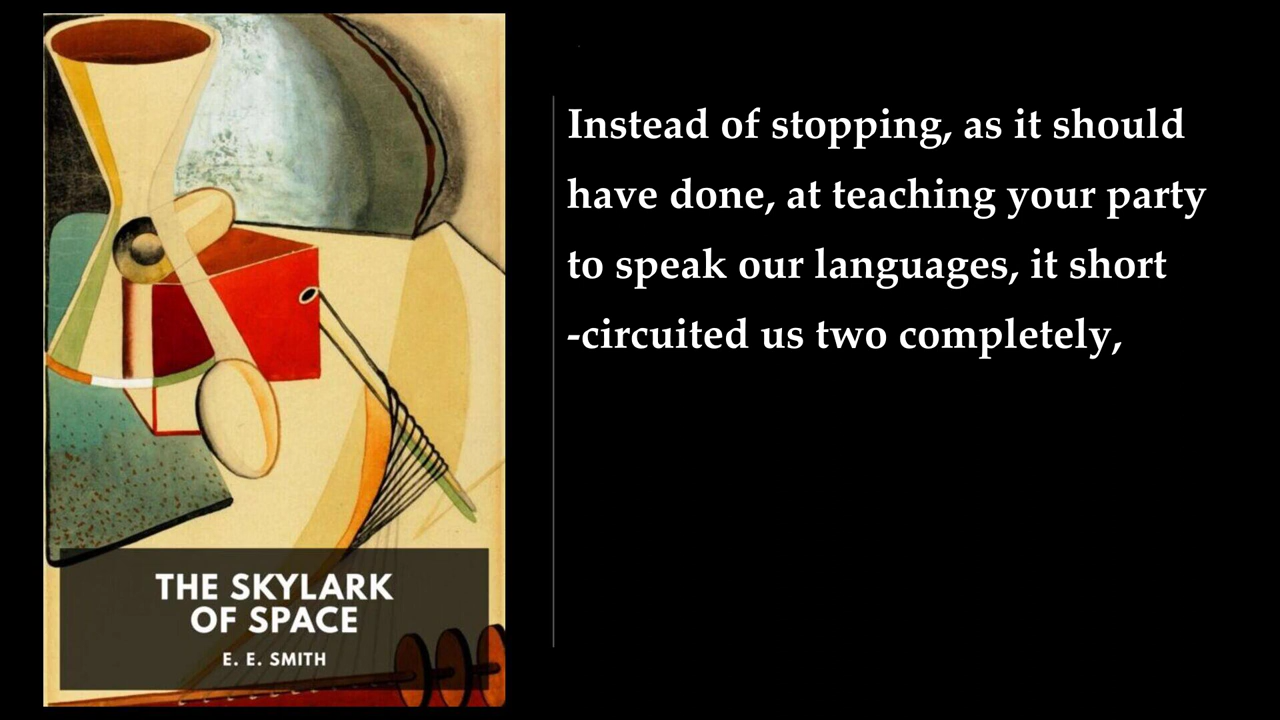 THE SKYLARK
OF SPACE
E. E. SMITH
Instead of stopping, as it should
have done, at teaching your party
to speak our languages, it short
-circuited us two completely,